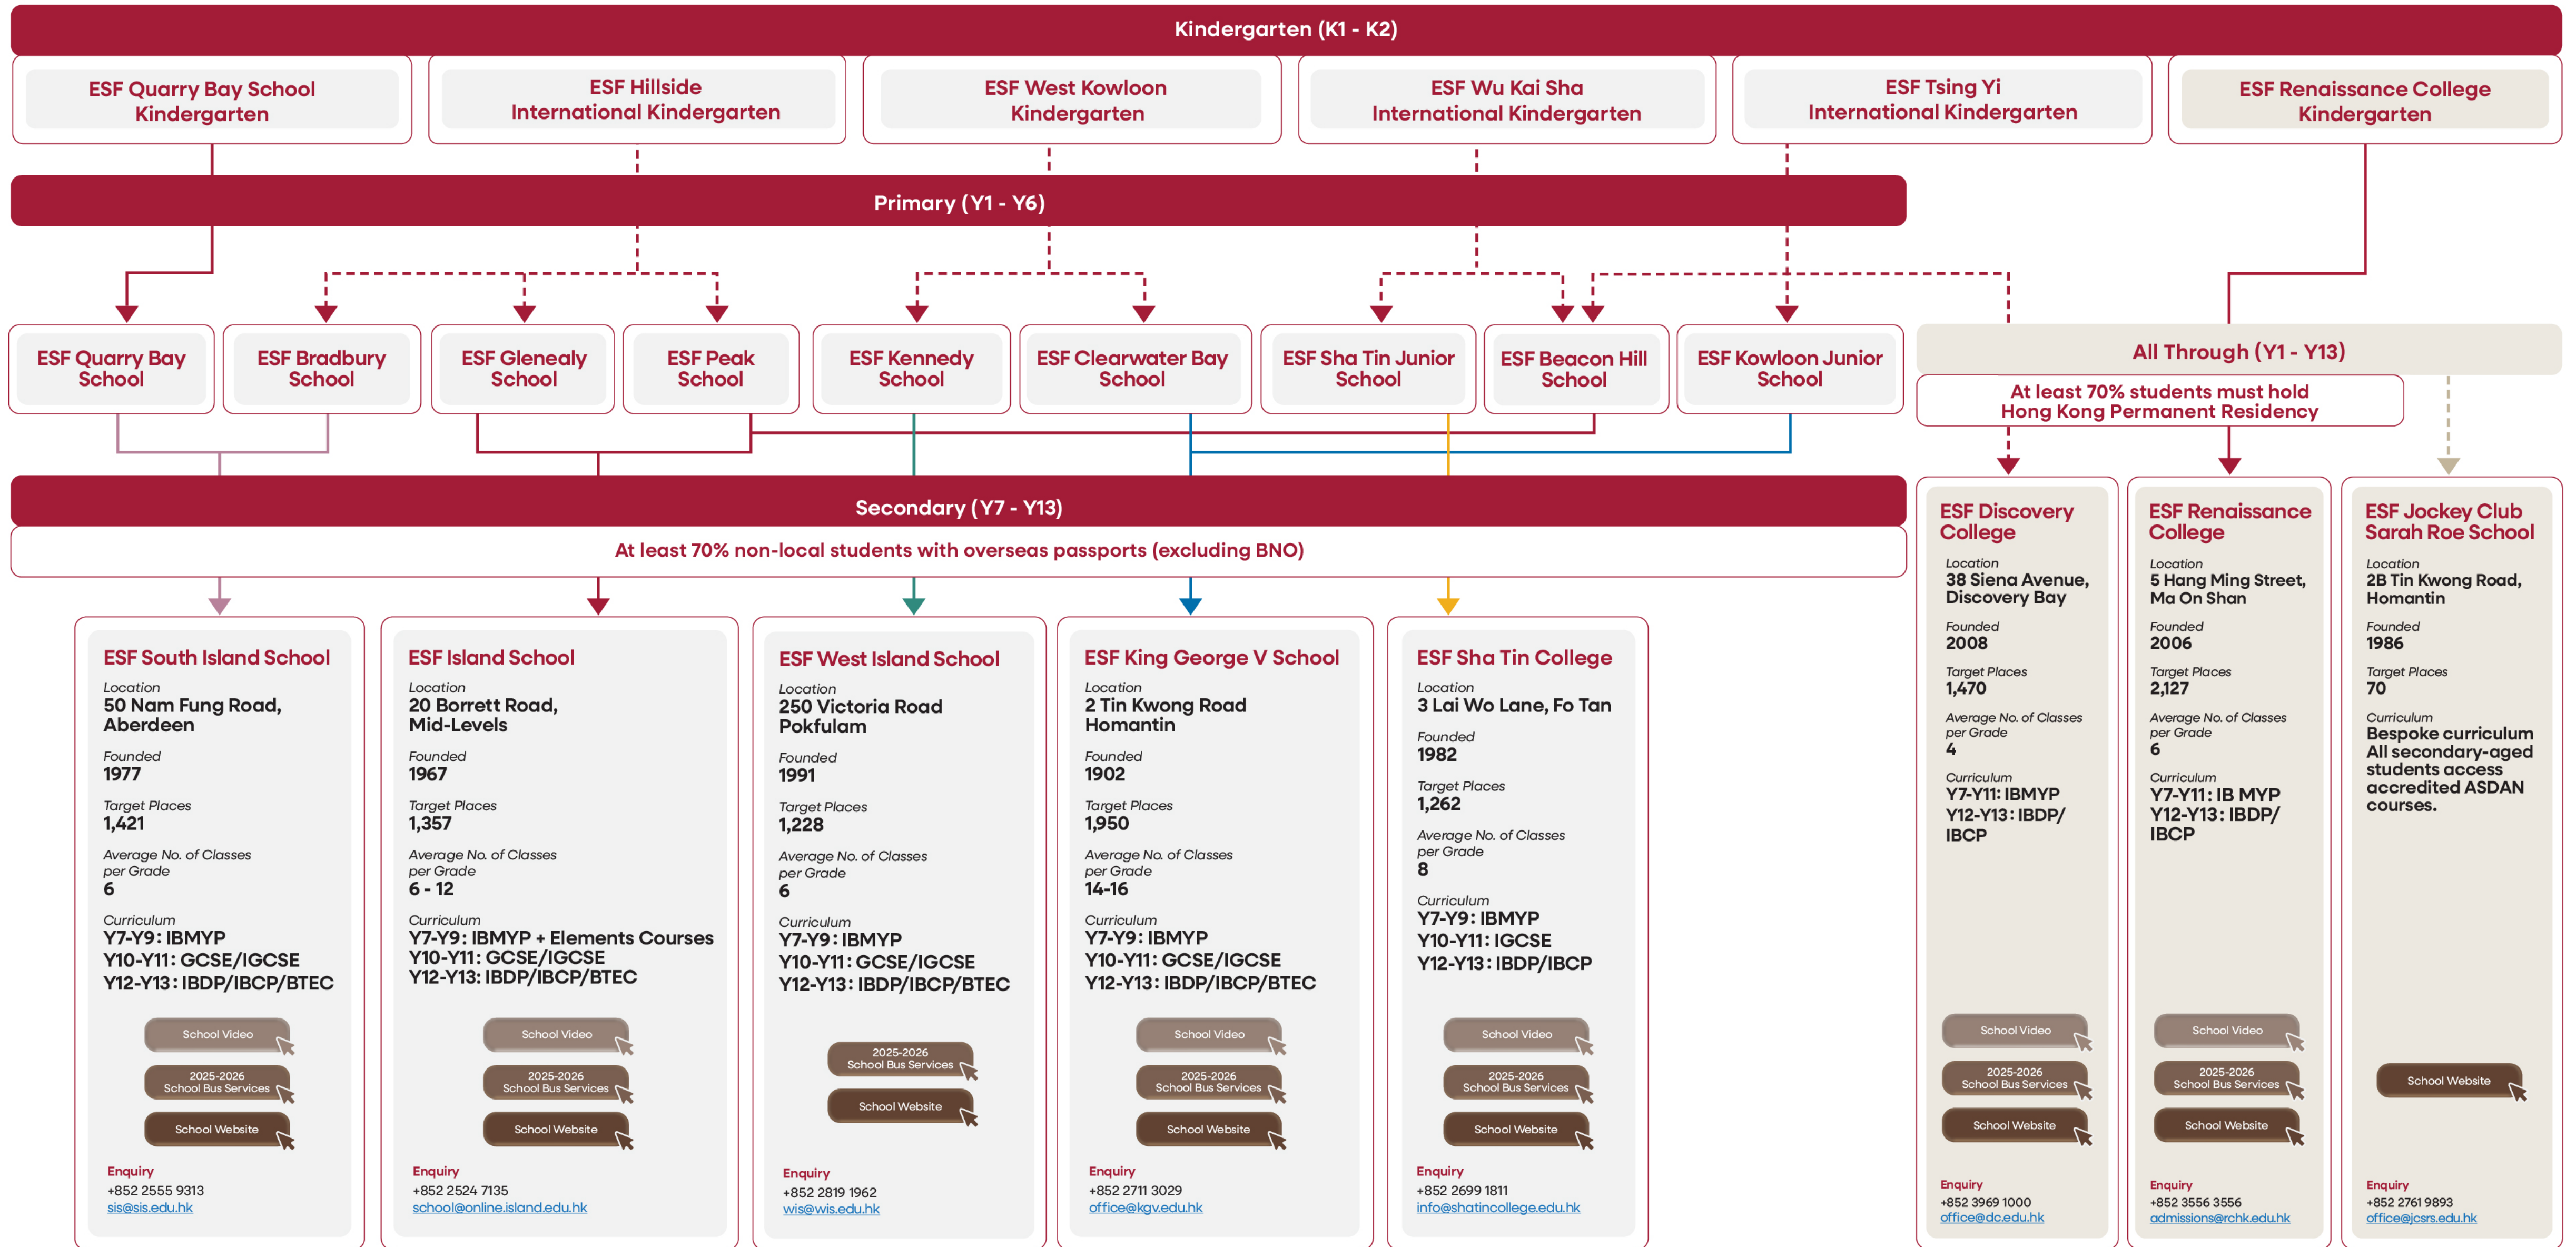 Kindergarten (K1 - K2)
ESF Quarry Bay School
Kindergarten
ESF Hillside
International Kindergarten
ESF West Kowloon
Kindergarten
ESF Wu Kai Sha
International Kindergarten
ESF Tsing Yi
International Kindergarten
ESF Renaissance College
Kindergarten
Primary (Y1 - Y6)
ESF Quarry Bay
School
ESF Bradbury
School
ESF Glenealy
School
ESF Peak
School
ESF Kennedy
School
ESF Clearwater Bay
School
ESF Sha Tin Junior
School
ESF Beacon Hill
School
ESF Kowloon Junior
School
All Through (Y1 - Y13)
At least 70% students must hold
Hong Kong Permanent Residency
Secondary (Y7 - Y13)
At least 70% non-local students with overseas passports (excluding BNO)
ESF South Island School
Location
50 Nam Fung Road,
Aberdeen
Founded
1977
Target Places
1,421
Average No. of Classes
per Grade
6
Curriculum
Y7-Y9: IBMYP
Y10-Y11: GCSE/IGCSE
Y12-Y13: IBDP/IBCP/BTEC
School Video
2025-2026
School Bus Services
School Website
Enquiry
+852 2555 9313
sis@sis.edu.hk
ESF Island School
Location
20 Borrett Road,
Mid-Levels
Founded
1967
Target Places
1,357
Average No. of Classes
per Grade
6 - 12
Curriculum
Y7-Y9: IBMYP + Elements Courses
Y10-Y11: GCSE/IGCSE
Y12-Y13: IBDP/IBCP/BTEC
School Video
2025-2026
School Bus Services
School Website
Enquiry
+852 2524 7135
school@online.island.edu.hk
ESF West Island School
Location
250 Victoria Road
Pokfulam
Founded
1991
Target Places
1,228
Average No. of Classes
per Grade
6
Curriculum
Y7-Y9: IBMYP
Y10-Y11: GCSE/IGCSE
Y12-Y13: IBDP/IBCP/BTEC
2025-2026
School Bus Services
School Website
Enquiry
+852 2819 1962
wis@wis.edu.hk
ESF King George V School
Location
2 Tin Kwong Road
Homantin
Founded
1902
Target Places
1,950
Average No. of Classes
per Grade
14-16
Curriculum
Y7-Y9: IBMYP
Y10-Y11: GCSE/IGCSE
Y12-Y13: IBDP/IBCP/BTEC
School Video
2025-2026
School Bus Services
School Website
Enquiry
+852 2711 3029
office@kgv.edu.hk
ESF Sha Tin College
Location
3 Lai Wo Lane, Fo Tan
Founded
1982
Target Places
1,262
Average No. of Classes
per Grade
8
Curriculum
Y7-Y9: IBMYP
Y10-Y11: IGCSE
Y12-Y13: IBDP/IBCP
School Video
2025-2026
School Bus Services
School Website
Enquiry
+852 2699 1811
info@shatincollege.edu.hk
ESF Discovery
College
Location
38 Siena Avenue,
Discovery Bay
Founded
2008
Target Places
1,470
Average No. of Classes
per Grade
4
Curriculum
Y7-Y11: IBMYP
Y12-Y13: IBDP/
IBCP
School Video
2025-2026
School Bus Services
School Website
Enquiry
+852 3969 1000
office@dc.edu.hk
ESF Renaissance
College
Location
5 Hang Ming Street,
Ma On Shan
Founded
2006
Target Places
2,127
Average No. of Classes
per Grade
6
Curriculum
Y7-Y11: IB MYP
Y12-Y13: IBDP/
IBCP
School Video
2025-2026
School Bus Services
School Website
Enquiry
+852 3556 3556
admissions@rchk.edu.hk
ESF Jockey Club
Sarah Roe School
Location
2B Tin Kwong Road,
Homantin
Founded
1986
Target Places
70
Curriculum
Bespoke curriculum
All secondary-aged
students access
accredited ASDAN
courses.
School Website
Enquiry
+852 2761 9893
office@jcsrs.edu.hk